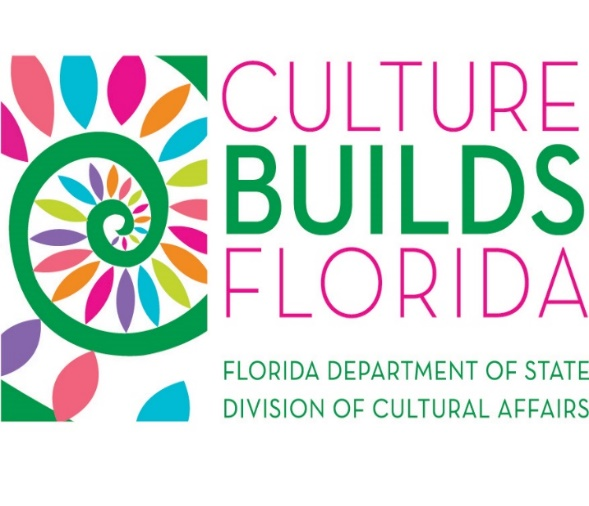 CULTURE
BUILDS
FLORIDA
FLORIDA DEPARTMENT OF STATE
DIVISION OF CULTURAL AFFAIRS